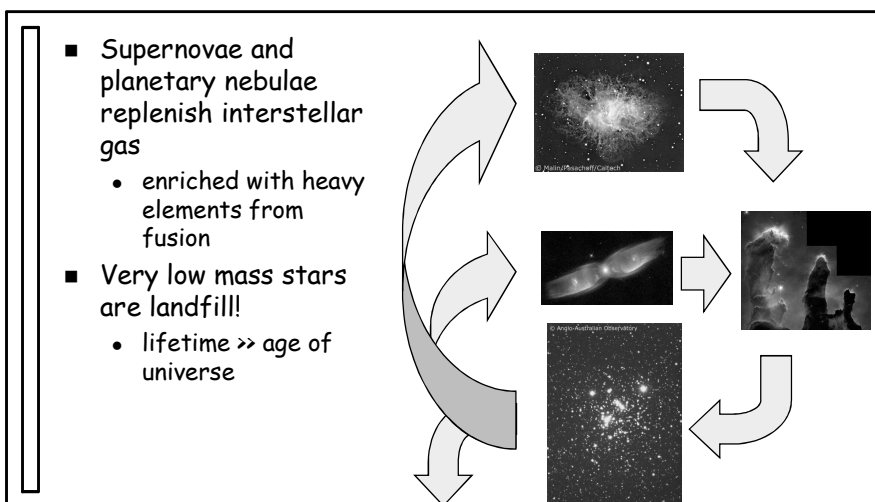 ■ Supernovae and
planetary nebulae
replenish interstellar
gas
● enriched with heavy
elements from
fusion
■ Very low mass stars
are landfill!
● lifetime >> age of
universe
© Malin/Pasachoff/Caltech
© Anglo-Australian Observatory